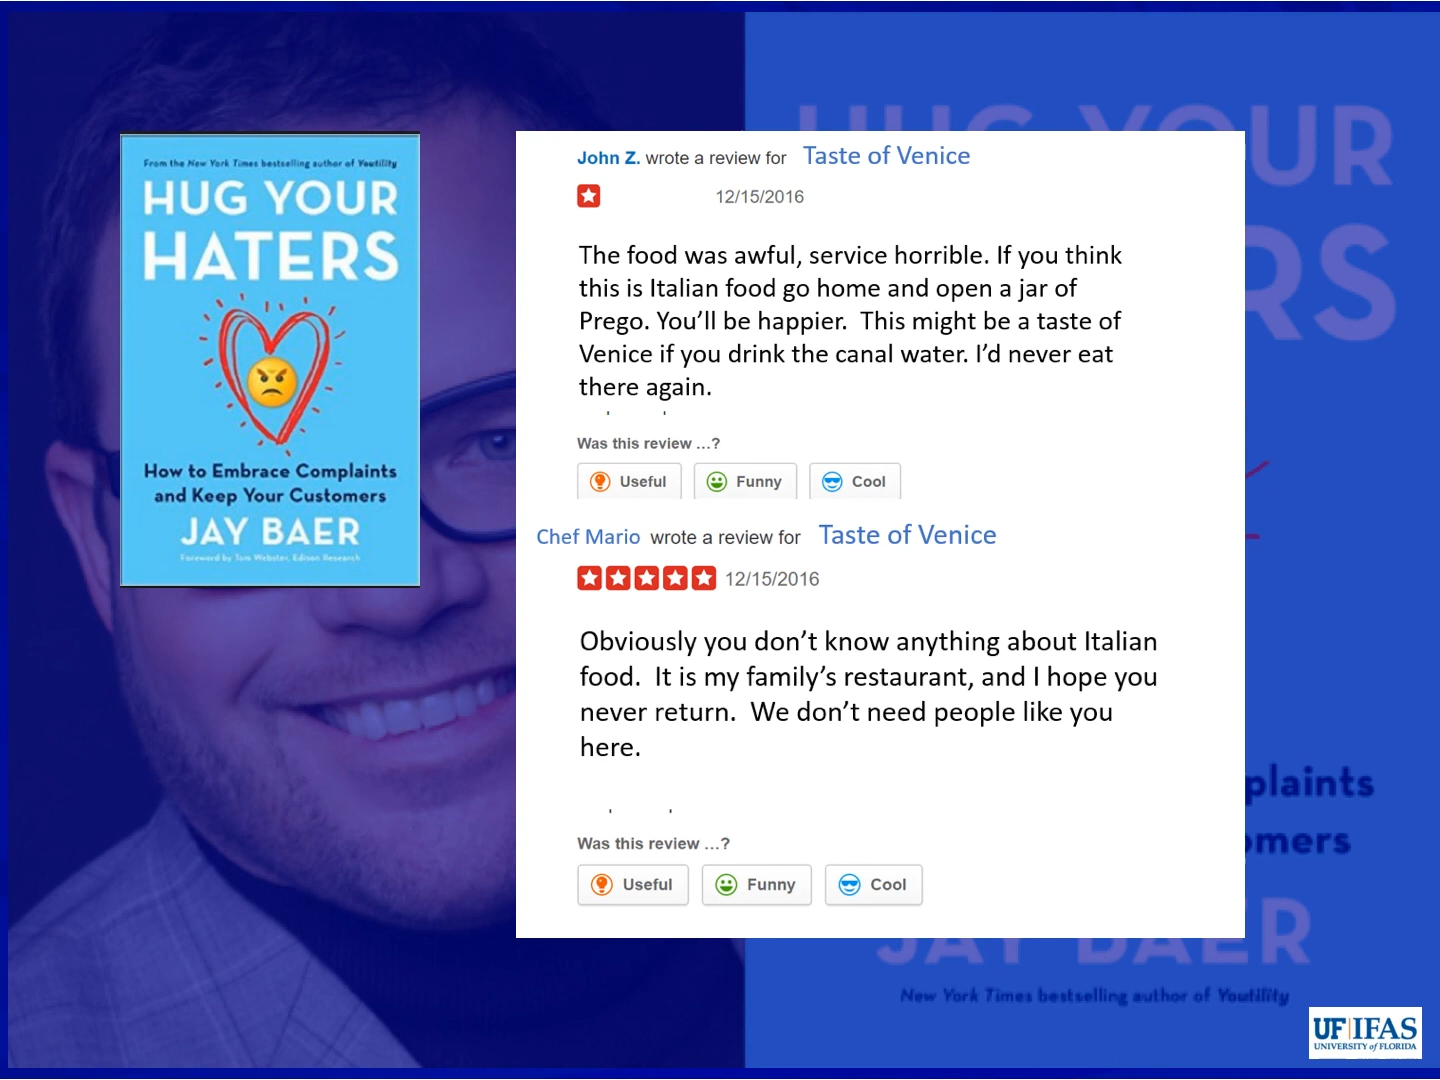 From the New York Times bestselling author of Youtility
HUG YOUR
HATERS
How to Embrace Complaints
and Keep Your Customers
JAY BAER
Foreword by Tom Webster, Edison Research
John Z. wrote a review for Taste of Venice
12/15/2016
The food was awful, service horrible. If you think
this is Italian food go home and open a jar of
Prego. You’ll be happier.  This might be a taste of
Venice if you drink the canal water. I’d never eat
there again.
Was this review …?
Useful Funny Cool
Chef Mario wrote a review for Taste of Venice
12/15/2016
Obviously you don’t know anything about Italian
food.  It is my family’s restaurant, and I hope you
never return.  We don’t need people like you
here.
Was this review …?
Useful Funny Cool
HUG YOUR
RS
plaints
omers
JAY BAER
New York Times bestselling author of Youtility
UF|IFAS
UNIVERSITY of FLORIDA